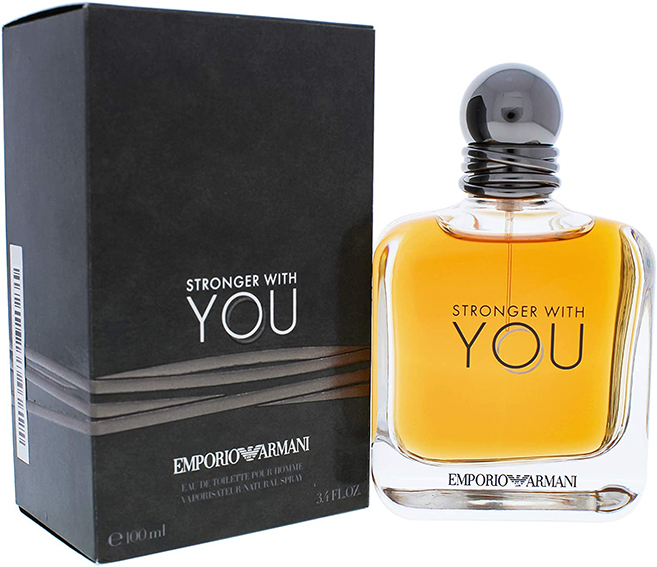 STRONGER WITH
YOU
EMPORIO ARMANI
EAU DE TOILETTE POUR HOMME
VAPORISATEUR NATURAL SPRAY
3.4 FL.OZ.
e 100 ml
STRONGER WITH
YOU
EMPORIO ARMANI